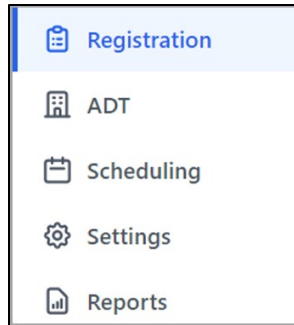 Registration
ADT
Scheduling
Settings
Reports